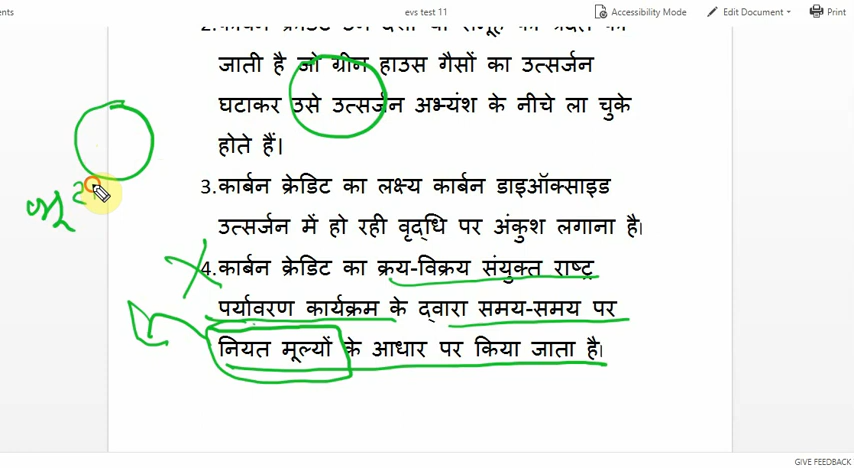 evs test 11
Accessibility Mode
Edit Document
Print
जाती है जो ग्रीन हाउस गैसों का उत्सर्जन
घटाकर उसे उत्सर्जन अभ्यंश के नीचे ला चुके
होते हैं।
3.कार्बन क्रेडिट का लक्ष्य कार्बन डाइऑक्साइड
उत्सर्जन में हो रही वृद्धि पर अंकुश लगाना है।
4.कार्बन क्रेडिट का क्रय-विक्रय संयुक्त राष्ट्र
पर्यावरण कार्यक्रम के द्वारा समय-समय पर
नियत मूल्यों के आधार पर किया जाता है।
GIVE FEEDBACK